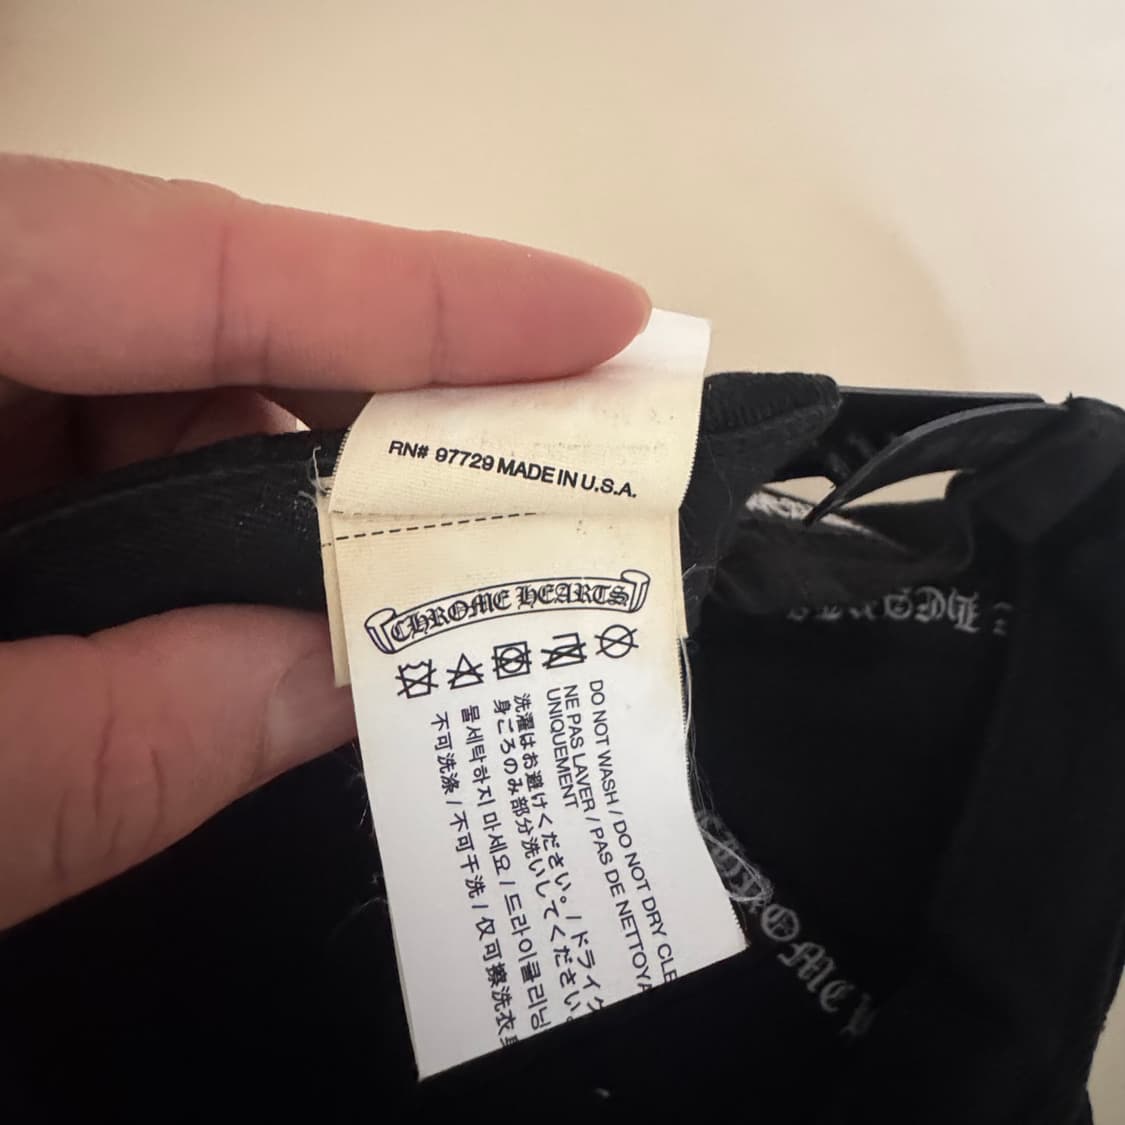 RN# 97729 MADE IN U.S.A.
CHROME HEARTS
DO NOT WASH / DO NOT DRY CLE
NE PAS LAVER / PAS DE NETTOYA
UNIQUEMENT
洗濯はお避けください。/ ドライク
身ごろのみ部分洗いしてください。
물세탁하지 마세요 / 드라이클리닝
不可洗涤 / 不可干洗 / 仅可擦洗衣
CHROME